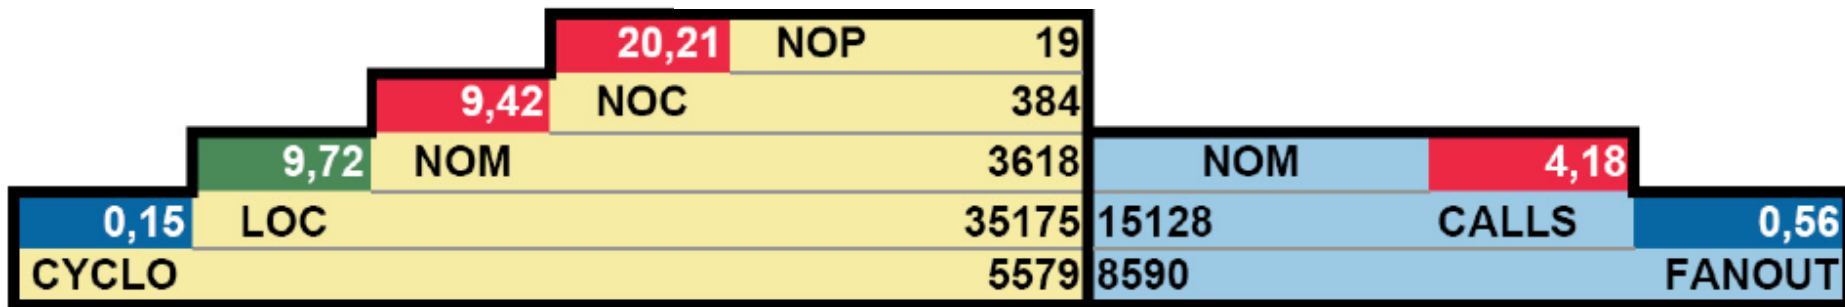 20,21 NOP 19
9,42 NOC 384
9,72 NOM 3618 NOM 4,18
0,15 LOC 35175 15128 CALLS 0,56
CYCLO 5579 8590 FANOUT